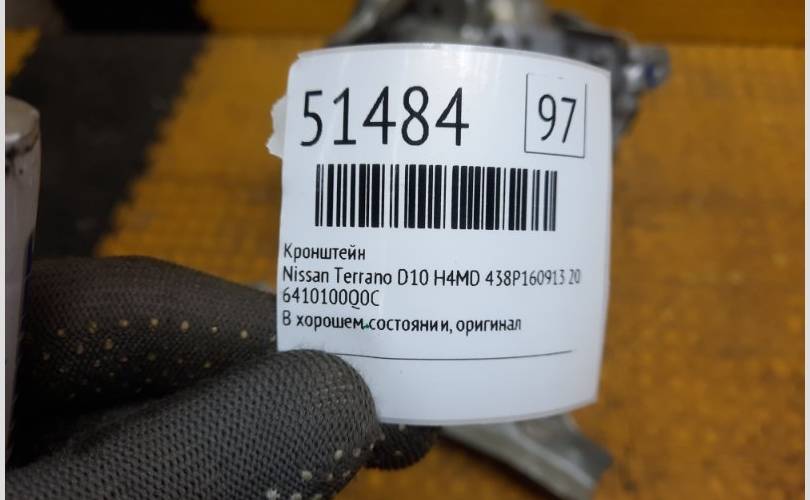 51484
97
Кронштейн
Nissan Terrano D10 H4MD 438P160913 20
6410100Q0C
В хорошем состоянии, оригинал